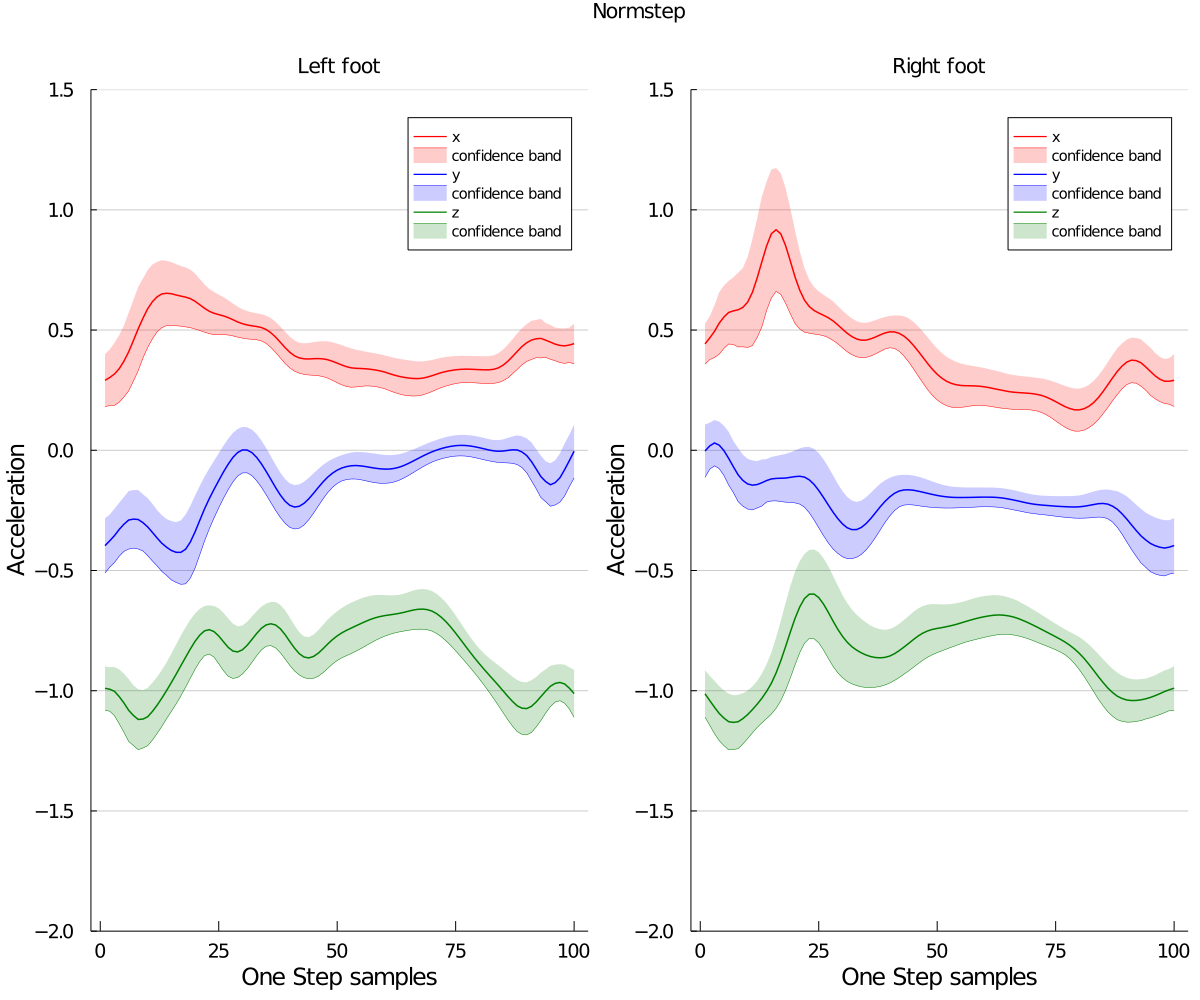 Normstep
Left foot
1.5
1.0
0.5
0.0
−0.5
−1.0
−1.5
−2.0
Acceleration
x
confidence band
y
confidence band
z
confidence band
0 25 50 75 100
One Step samples
Right foot
1.5
1.0
0.5
0.0
−0.5
−1.0
−1.5
−2.0
Acceleration
x
confidence band
y
confidence band
z
confidence band
0 25 50 75 100
One Step samples